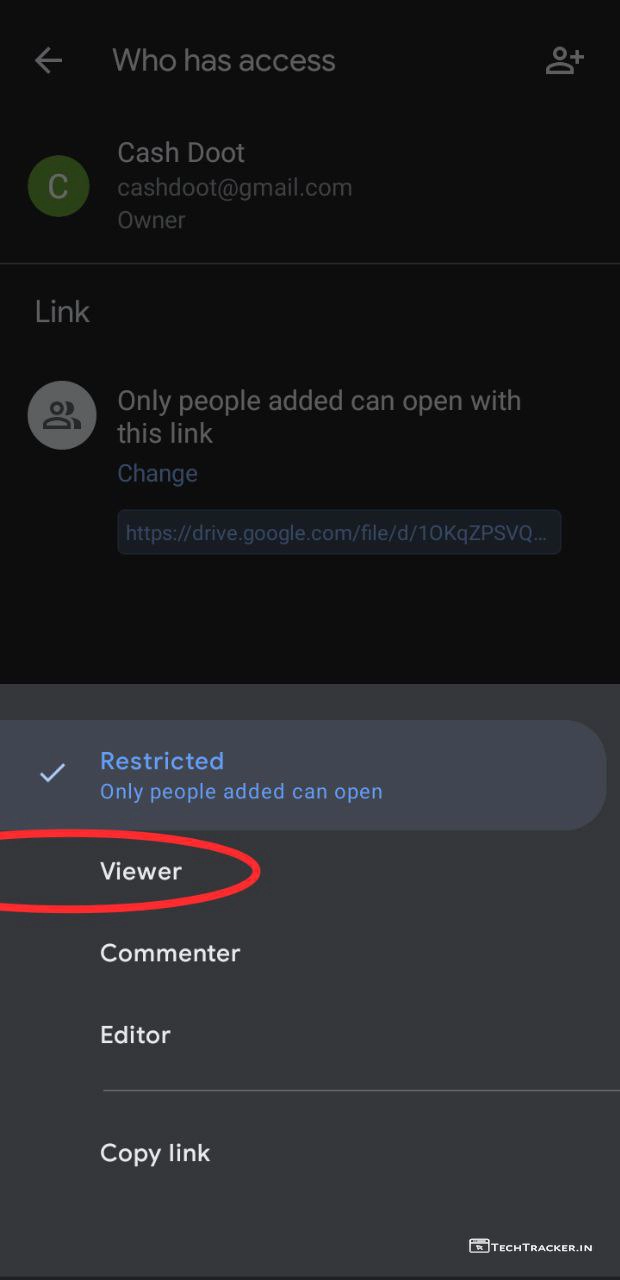 Who has access
C
Cash Doot
cashdoot@gmail.com
Owner
Link
Only people added can open with
this link
Change
https://drive.google.com/file/d/1OKqZPSVQ...
Restricted
Only people added can open
Viewer
Commenter
Editor
Copy link
TECHTRACKER.IN